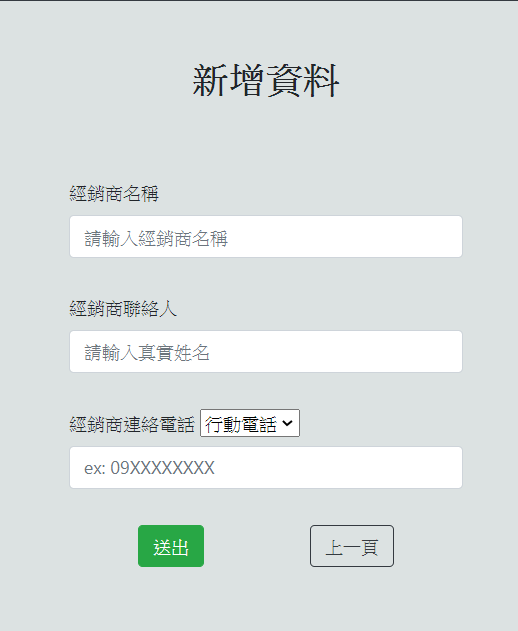 新增資料
經銷商名稱
請輸入經銷商名稱
經銷商聯絡人
請輸入真實姓名
經銷商連絡電話 行動電話
ex: 09XXXXXXXX
送出 上一頁